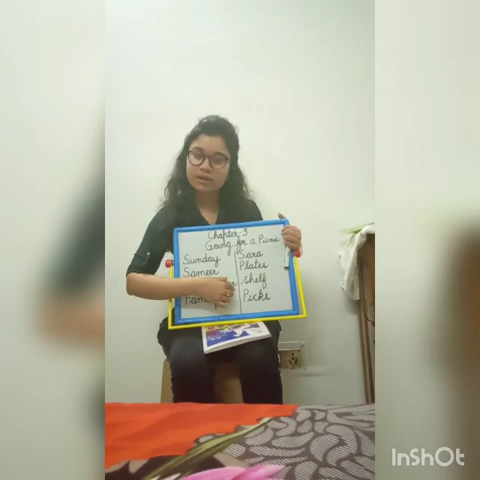 Chapter-3
Going for a Picnic
Sunday Sara
Sameer Plates
Shelf
Picks
InShOt